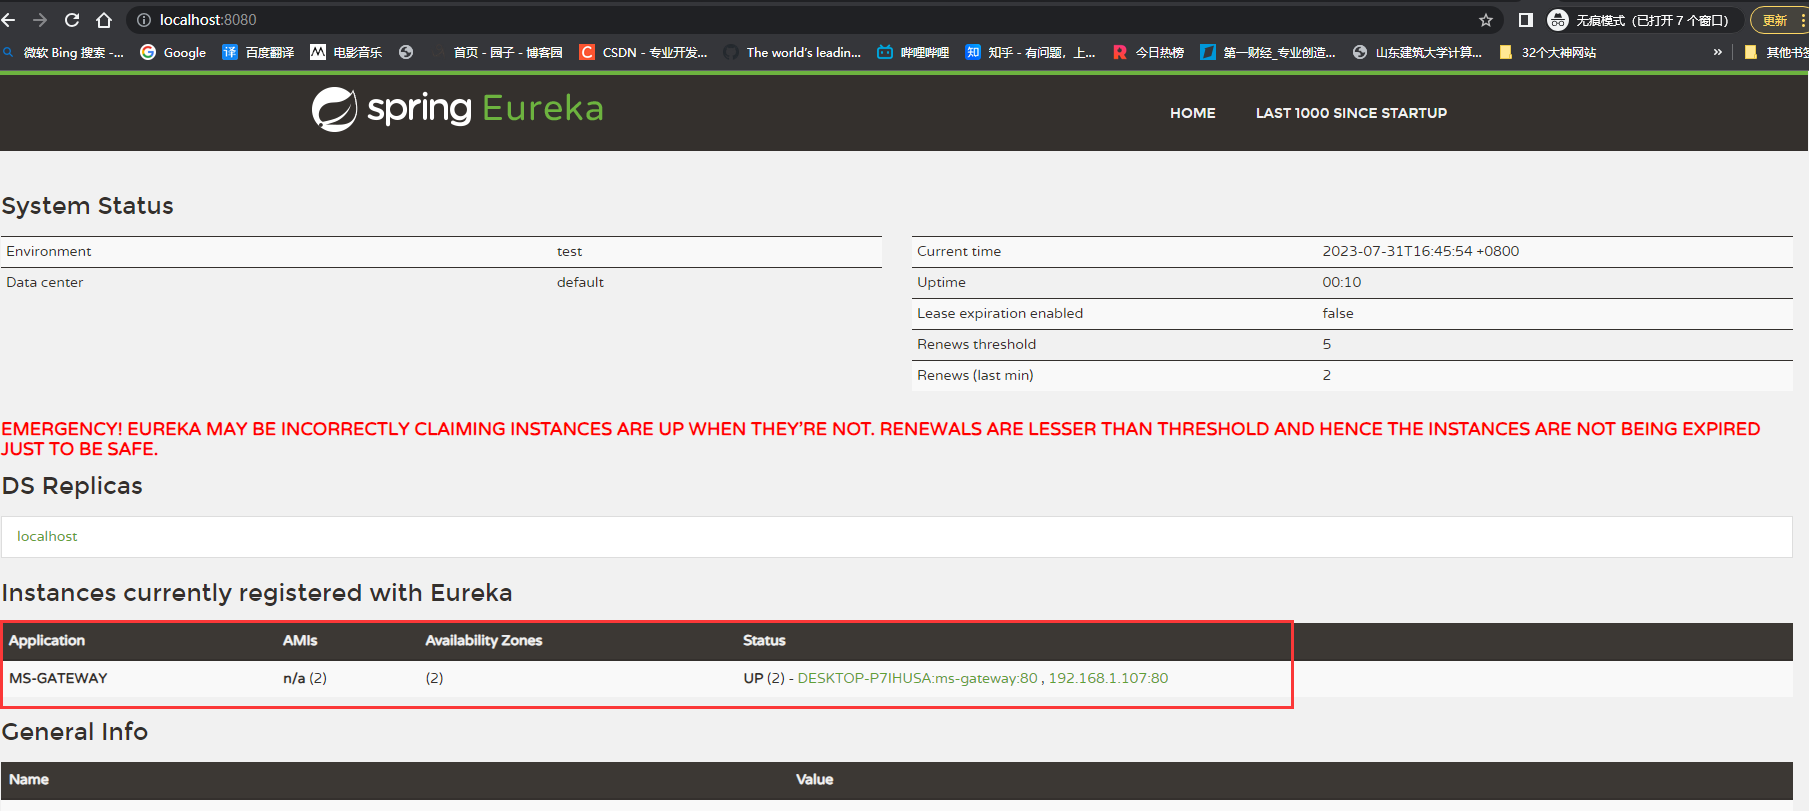 localhost:8080
无痕模式 (已打开 7 个窗口)
更新
微软 Bing 搜索 -...
Google
百度翻译
电影音乐
首页 - 园子 - 博客园
CSDN - 专业开发...
The world's leadin...
哔哩哔哩
知乎 - 有问题，上...
今日热榜
第一财经_专业创造...
山东建筑大学计算...
32个大神网站
»
其他书签
spring Eureka
HOME
LAST 1000 SINCE STARTUP
System Status
Environment test
Data center default
Current time 2023-07-31T16:45:54 +0800
Uptime 00:10
Lease expiration enabled false
Renews threshold 5
Renews (last min) 2
EMERGENCY! EUREKA MAY BE INCORRECTLY CLAIMING INSTANCES ARE UP WHEN THEY'RE NOT. RENEWALS ARE LESSER THAN THRESHOLD AND HENCE THE INSTANCES ARE NOT BEING EXPIRED
JUST TO BE SAFE.
DS Replicas
localhost
Instances currently registered with Eureka
Application AMIs Availability Zones Status
MS-GATEWAY n/a (2) (2) UP (2) - DESKTOP-P7IHUSA:ms-gateway:80 , 192.168.1.107:80
General Info
Name Value